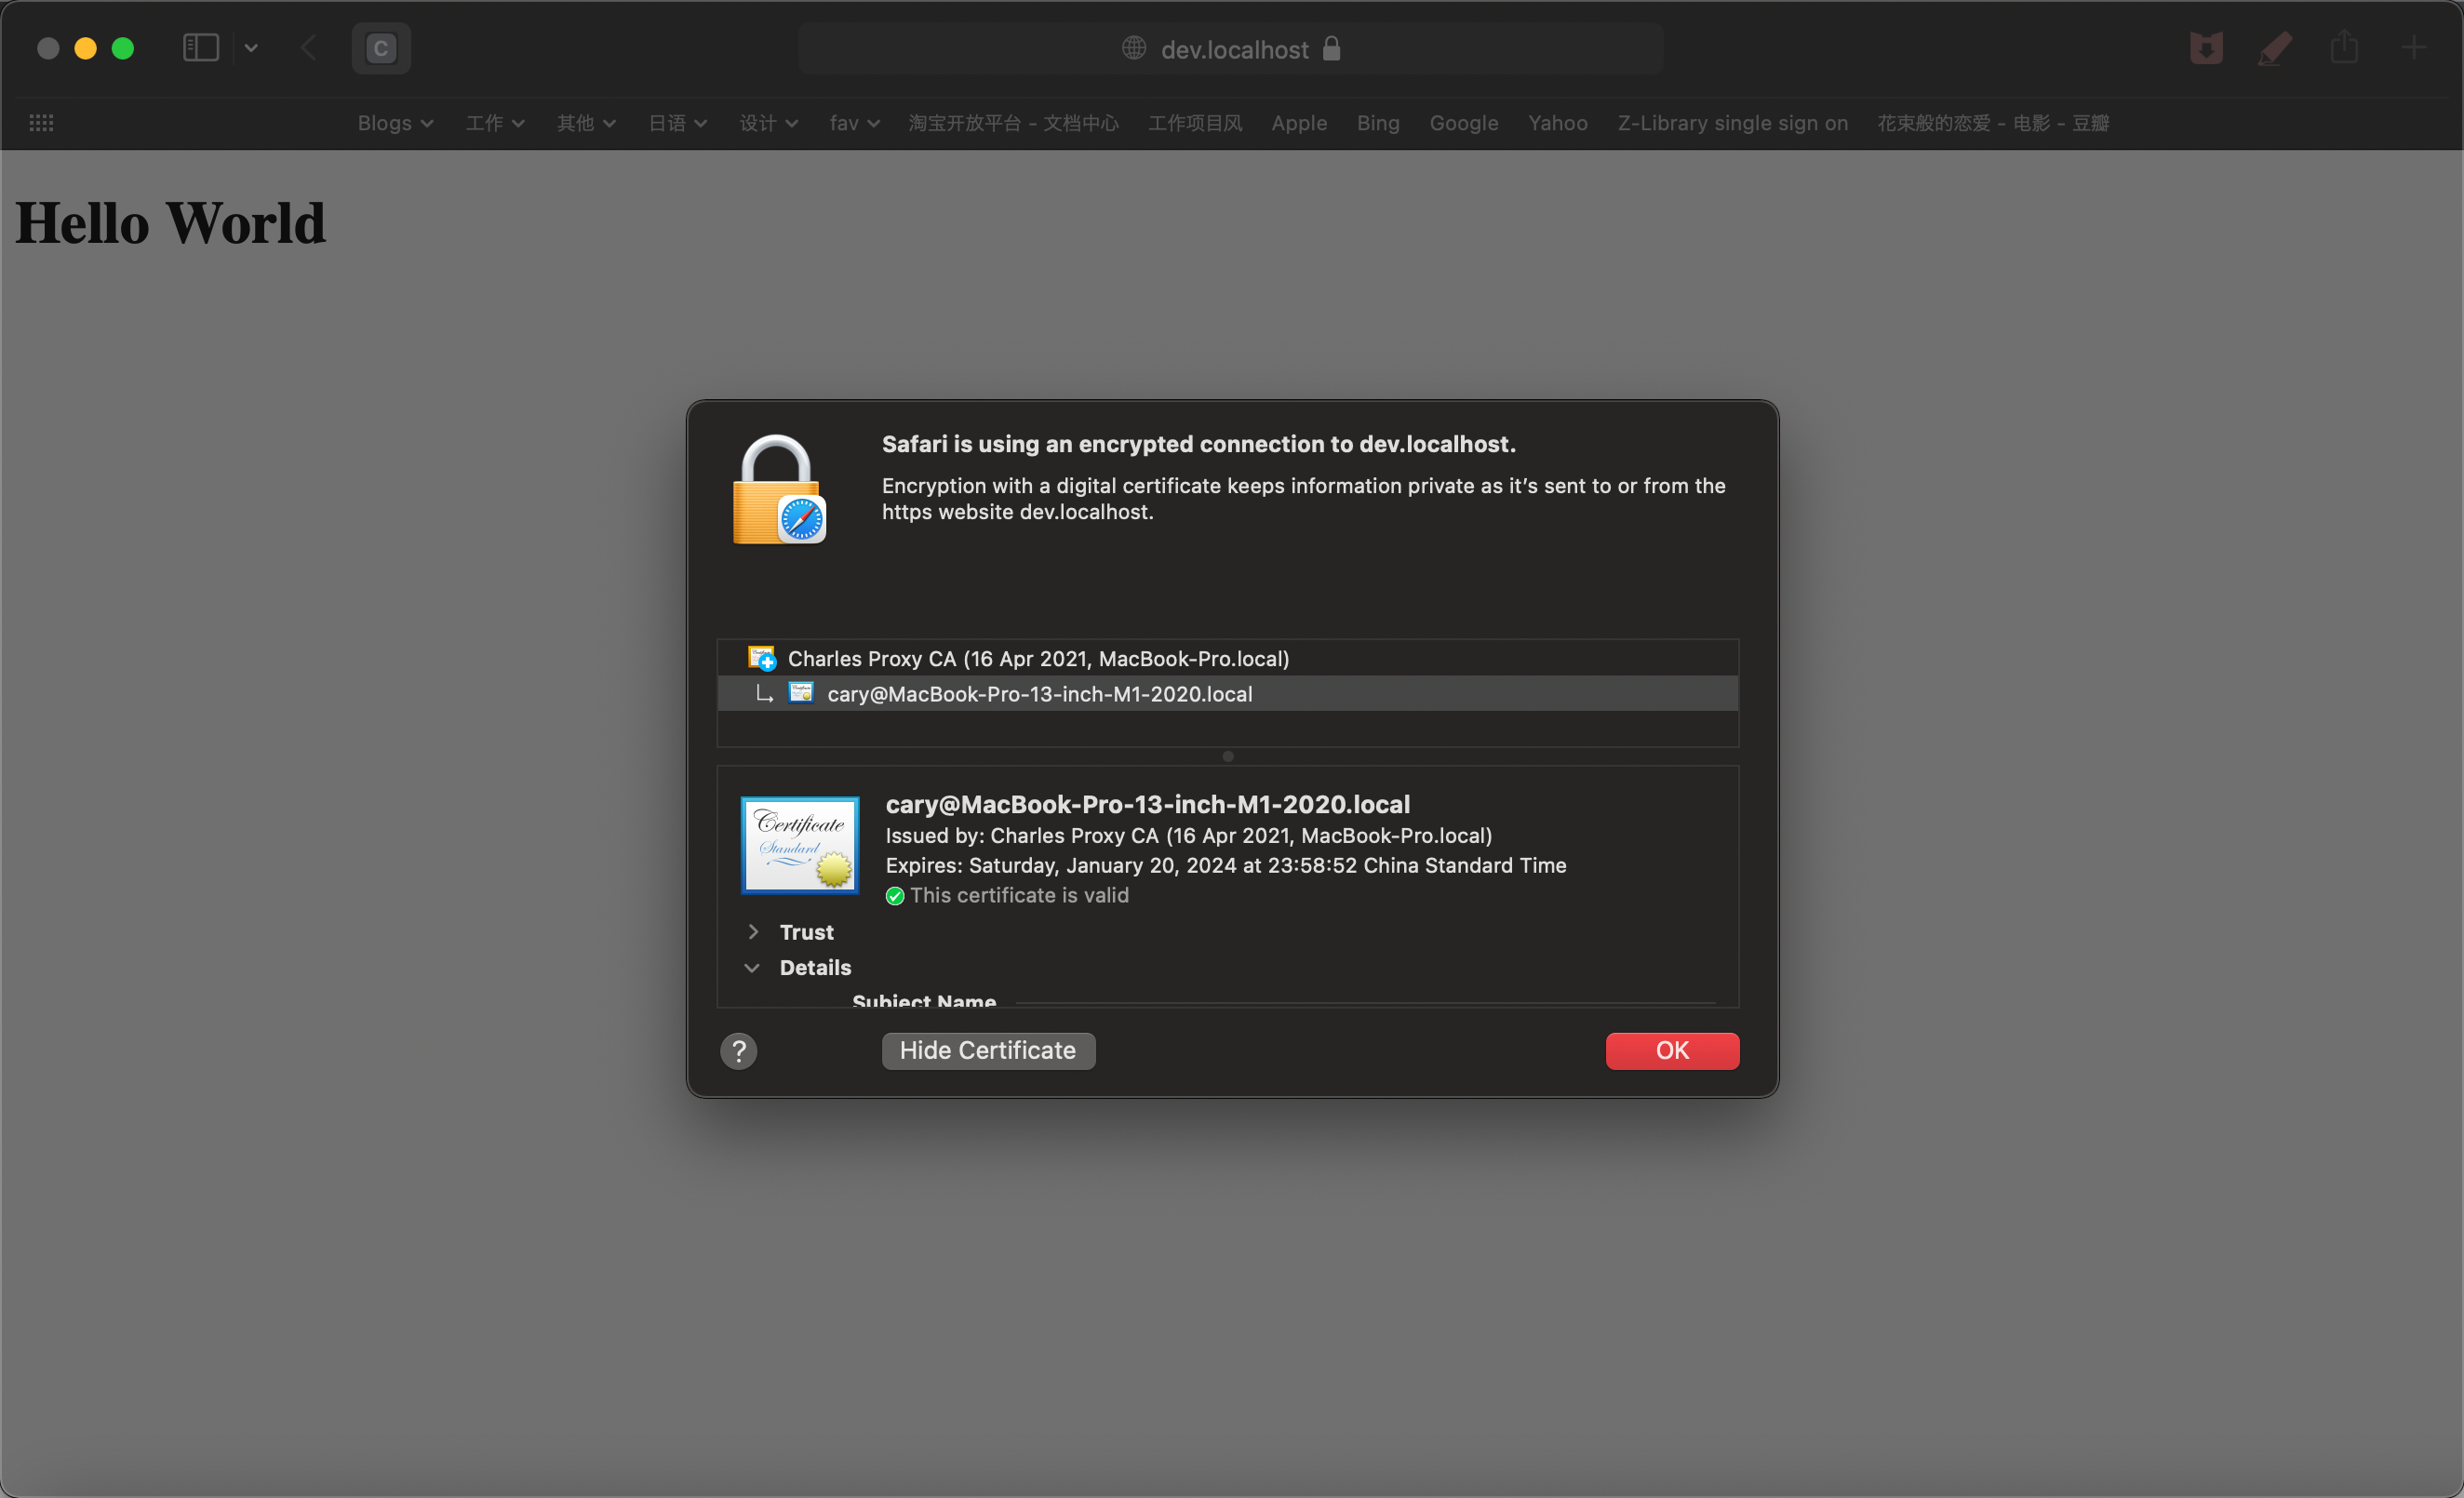 C
dev.localhost
Blogs 工作 其他 日语 设计 fav 淘宝开放平台 - 文档中心 工作项目风 Apple Bing Google Yahoo Z-Library single sign on 花束般的恋爱 - 电影 - 豆瓣
Hello World
Safari is using an encrypted connection to dev.localhost.
Encryption with a digital certificate keeps information private as it’s sent to or from the
https website dev.localhost.
Charles Proxy CA (16 Apr 2021, MacBook-Pro.local)
cary@MacBook-Pro-13-inch-M1-2020.local
Certificate
Standard
cary@MacBook-Pro-13-inch-M1-2020.local
Issued by: Charles Proxy CA (16 Apr 2021, MacBook-Pro.local)
Expires: Saturday, January 20, 2024 at 23:58:52 China Standard Time
This certificate is valid
Trust
Details
Subject Name
?
Hide Certificate
OK